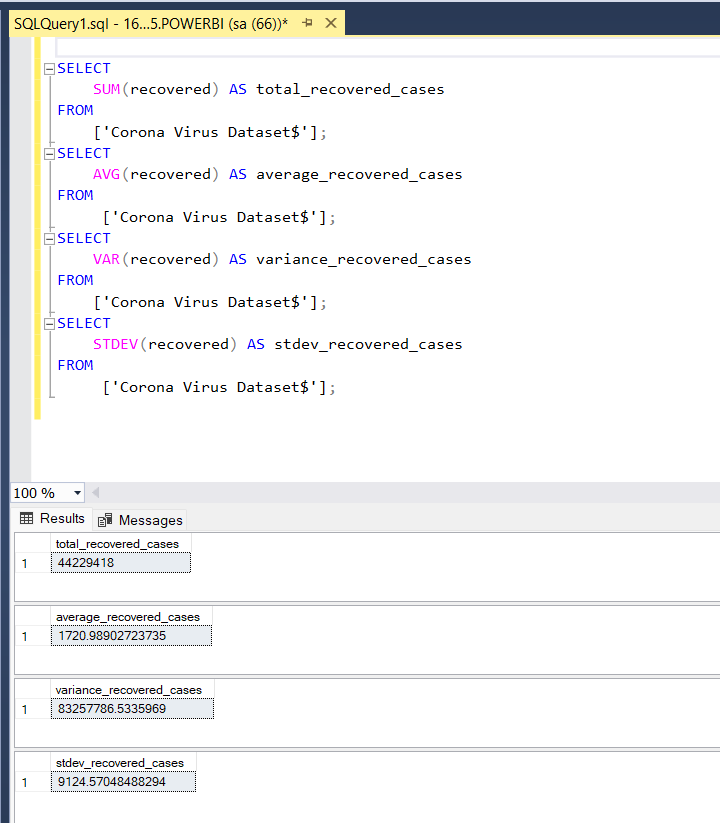 SQLQuery1.sql - 16...5.POWERBI (sa (66))*
SELECT
SUM(recovered) AS total_recovered_cases
FROM
['Corona Virus Dataset$'];
SELECT
AVG(recovered) AS average_recovered_cases
FROM
['Corona Virus Dataset$'];
SELECT
VAR(recovered) AS variance_recovered_cases
FROM
['Corona Virus Dataset$'];
SELECT
STDEV(recovered) AS stdev_recovered_cases
FROM
['Corona Virus Dataset$'];
100 %
Results Messages
total_recovered_cases
1 44229418
average_recovered_cases
1 1720.98902723735
variance_recovered_cases
1 83257786.5335969
stdev_recovered_cases
1 9124.57048488294